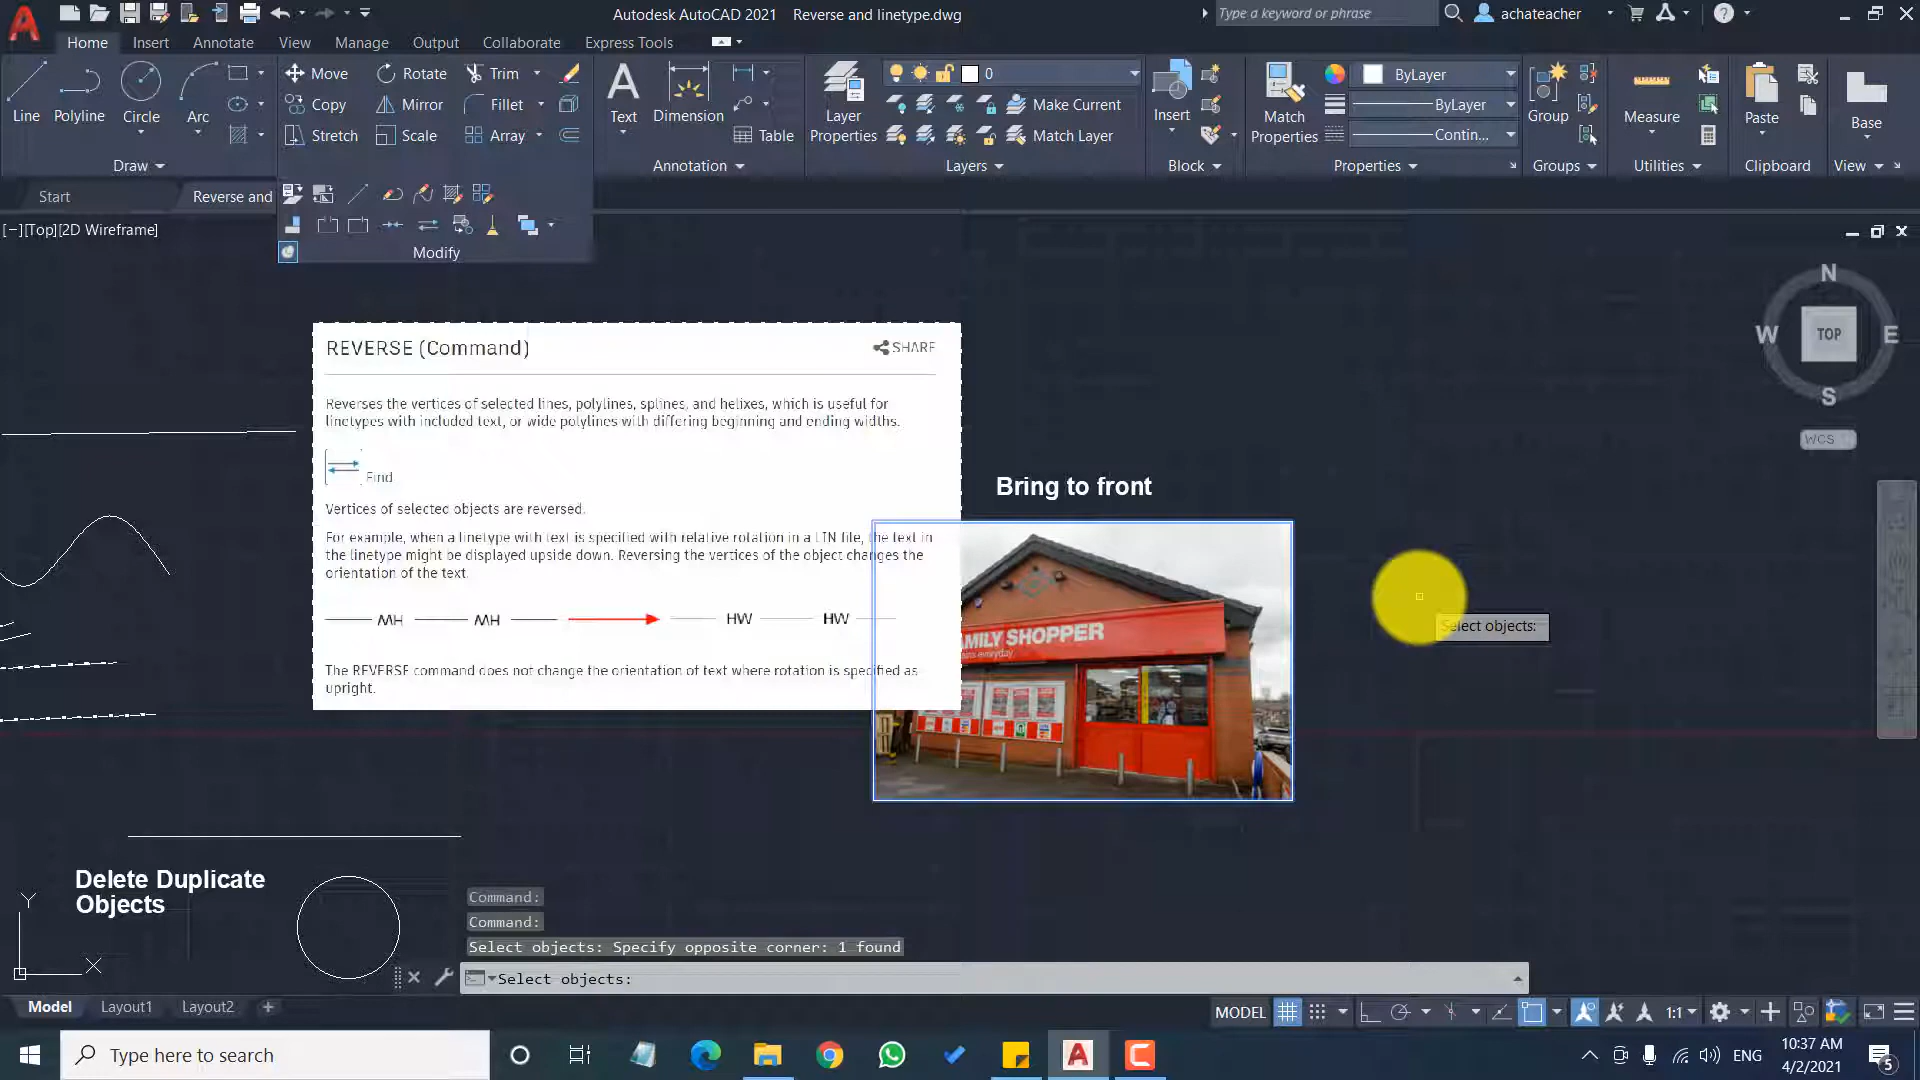 Autodesk AutoCAD 2021 Reverse and linetype.dwg
Type a keyword or phrase
achateacher
Home Insert Annotate View Manage Output Collaborate Express Tools
Line Polyline Circle Arc
Move Rotate Trim
Copy Mirror Fillet
Stretch Scale Array
Text Dimension
Table
Layer
Properties
0
Make Current
Match Layer
Insert
Match
Properties
ByLayer
ByLayer
Contin...
Group
Measure
Paste
Base
Draw Annotation Layers Block Properties Groups Utilities Clipboard View
Modify
Start Reverse and
[−][Top][2D Wireframe]
N
W TOP E
S
WCS
REVERSE (Command)
SHARE
Reverses the vertices of selected lines, polylines, splines, and helixes, which is useful for
linetypes with included text, or wide polylines with differing beginning and ending widths.
Find
Vertices of selected objects are reversed.
For example, when a linetype with text is specified with relative rotation in a LIN file, the text in
the linetype might be displayed upside down. Reversing the vertices of the object changes the
orientation of the text.
HW HW HW HW
The REVERSE command does not change the orientation of text where rotation is specified as
upright.
Bring to front
AMILY SHOPPER
everyday
Select objects:
Delete Duplicate
Objects
Y
X
Command:
Command:
Select objects: Specify opposite corner: 1 found
Select objects:
Model Layout1 Layout2 +
MODEL 1:1
Type here to search
ENG
10:37 AM
4/2/2021
5